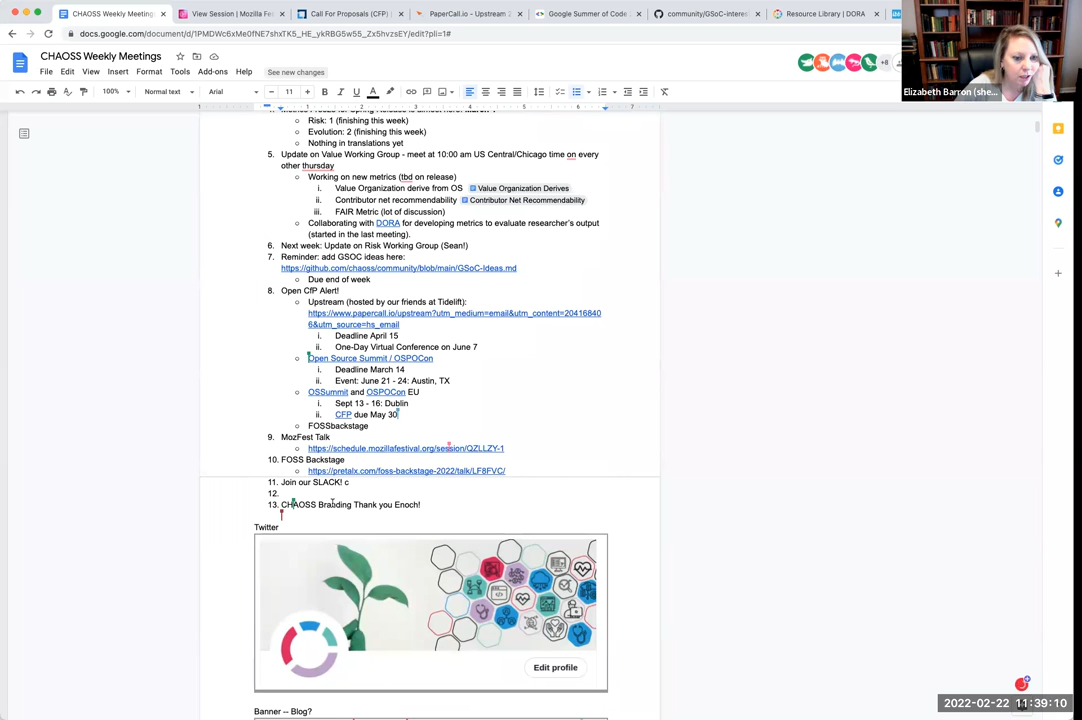 CHAOSS Weekly Meetings
View Session | Mozilla Fe
Call For Proposals (CFP)
PaperCall.io - Upstream 2
Google Summer of Code
community/GSoC-Interes
Resource Library | DORA
docs.google.com/document/d/1PMDWc6xMe0fNE7shxTK5_HE_ykRBG5w55_Zx5hvzsEY/edit?pli=1#
CHAOSS Weekly Meetings
File Edit View Insert Format Tools Add-ons Help See new changes
+8
100% Normal text Arial 11 B I U A
Elizabeth Barron (she...
Risk: 1 (finishing this week)
Evolution: 2 (finishing this week)
Nothing in translations yet
5. Update on Value Working Group - meet at 10:00 am US Central/Chicago time on every
other thursday
Working on new metrics (tbd on release)
i. Value Organization derive from OS Value Organization Derives
ii. Contributor net recommendability Contributor Net Recommendability
iii. FAIR Metric (lot of discussion)
Collaborating with DORA for developing metrics to evaluate researcher's output
(started in the last meeting).
6. Next week: Update on Risk Working Group (Sean!)
7. Reminder: add GSOC ideas here:
https://github.com/chaoss/community/blob/main/GSoC-Ideas.md
Due end of week
8. Open CfP Alert!
Upstream (hosted by our friends at Tidelift):
https://www.papercall.io/upstream?utm_medium=email&utm_content=20416840
6&utm_source=hs_email
i. Deadline April 15
ii. One-Day Virtual Conference on June 7
Open Source Summit / OSPOCon
i. Deadline March 14
ii. Event: June 21 - 24: Austin, TX
OSSummit and OSPOCon EU
i. Sept 13 - 16: Dublin
ii. CFP due May 30
FOSSbackstage
9. MozFest Talk
https://schedule.mozillafestival.org/session/QZLLZY-1
10. FOSS Backstage
https://pretalx.com/foss-backstage-2022/talk/LF8FVC/
11. Join our SLACK! c
12.
13. CHAOSS Branding Thank you Enoch!
Twitter
Edit profile
Banner -- Blog?
2022-02-22 11:39:10